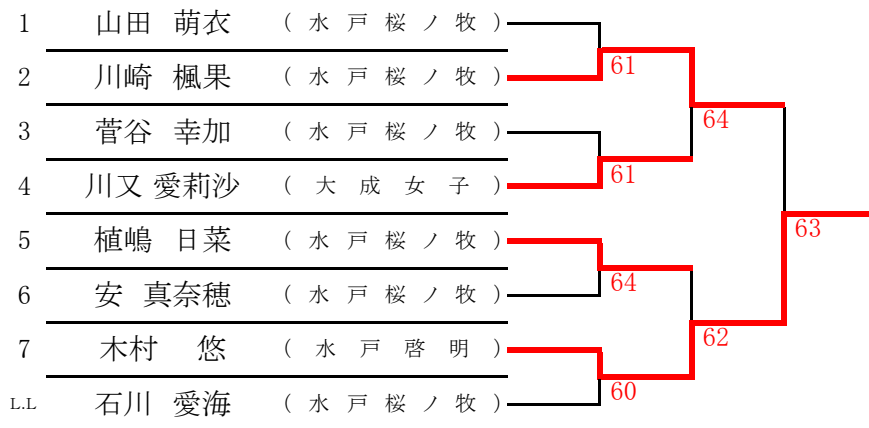 1 山田 萌衣 ( 水 戸 桜 ノ 牧 )
61
2 川崎 楓果 ( 水 戸 桜 ノ 牧 )
64
3 菅谷 幸加 ( 水 戸 桜 ノ 牧 )
61
4 川又 愛莉沙 ( 大 成 女 子 )
63
5 植嶋 日菜 ( 水 戸 桜 ノ 牧 )
64
6 安 真奈穂 ( 水 戸 桜 ノ 牧 )
62
7 木村 悠 ( 水 戸 啓 明 )
60
L.L 石川 愛海 ( 水 戸 桜 ノ 牧 )